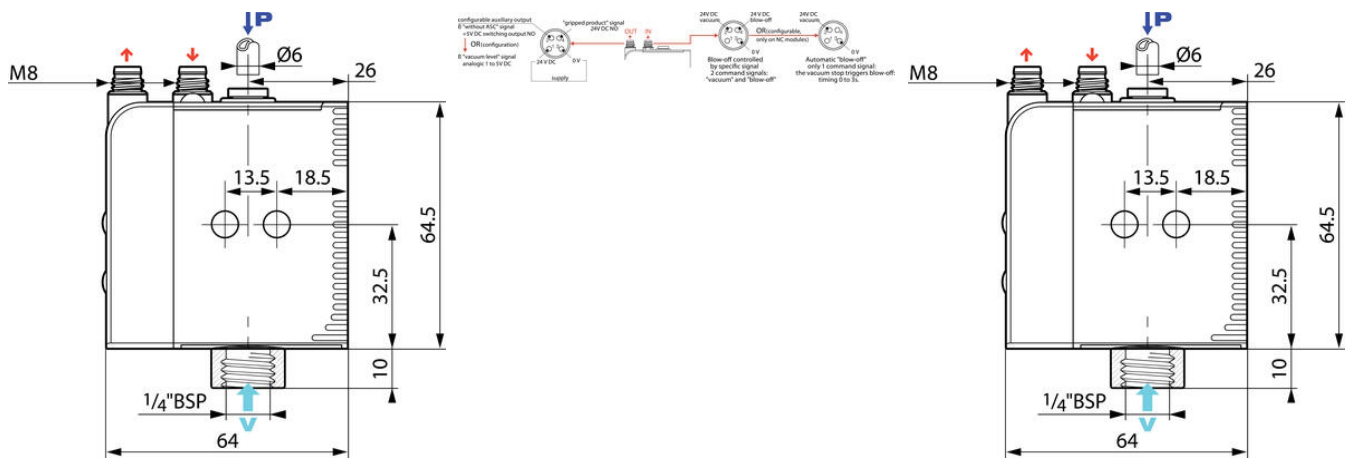 P
M8
Ø6
26
13.5
18.5
64.5
32.5
10
1/4"BSP
V
64
configurable auxiliary output
"without ASC" signal
+5V DC switching output NO
OR (configuration)
"vacuum level" signal
analogic 1 to 5V DC
"gripped product" signal
24V DC NO
24 V DC
0 V
supply
OUT
IN
24V DC
vacuum
24V DC
blow-off
0 V
Blow-off controlled
by specific signal
2 command signals:
"vacuum" and "blow-off"
OR (configurable,
only on NC modules)
24V DC
vacuum
0 V
Automatic "blow-off"
only 1 command signal:
the vacuum stop triggers blow-off:
timing 0 to 3s.
P
M8
Ø6
26
13.5
18.5
64.5
32.5
10
1/4"BSP
V
64